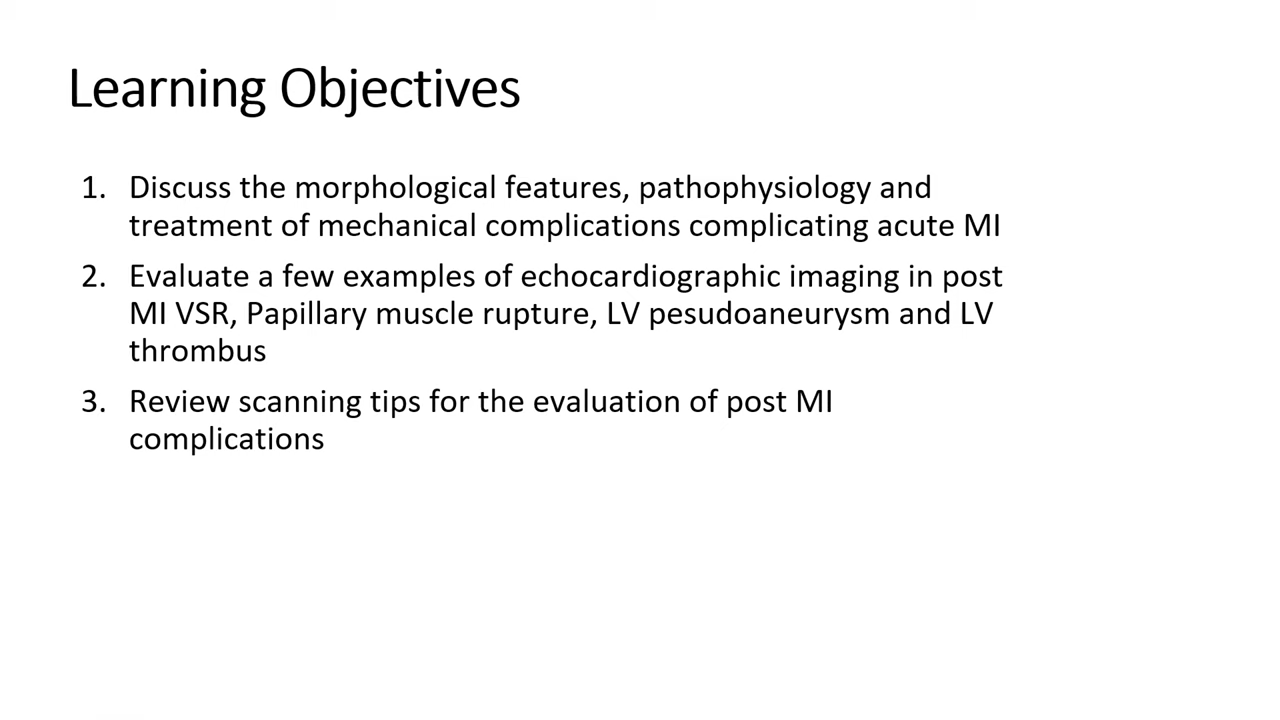 Learning Objectives
1. Discuss the morphological features, pathophysiology and
treatment of mechanical complications complicating acute MI
2. Evaluate a few examples of echocardiographic imaging in post
MI VSR, Papillary muscle rupture, LV pesudoaneurysm and LV
thrombus
3. Review scanning tips for the evaluation of post MI
complications